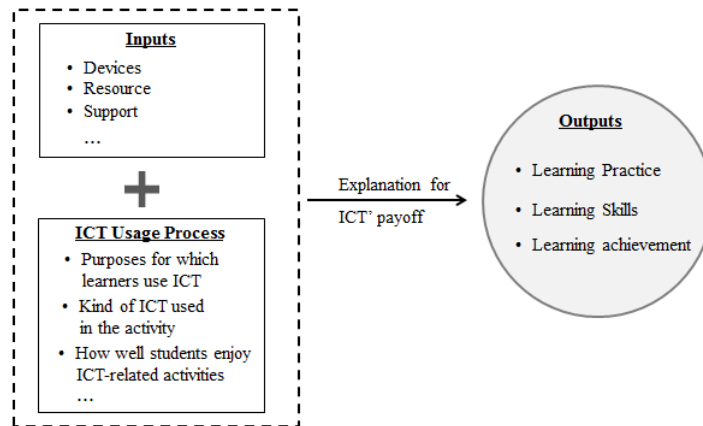 Inputs
• Devices
• Resource
• Support
...
ICT Usage Process
• Purposes for which
learners use ICT
• Kind of ICT used
in the activity
• How well students enjoy
ICT-related activities
...
Explanation for
ICT’ payoff
Outputs
• Learning Practice
• Learning Skills
• Learning achievement